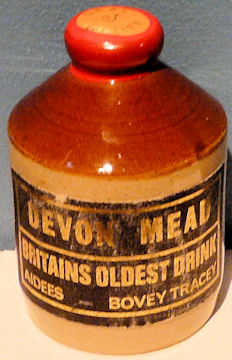 DEVON MEAD
BRITAINS OLDEST DRINK
AIDEES BOVEY TRACEY